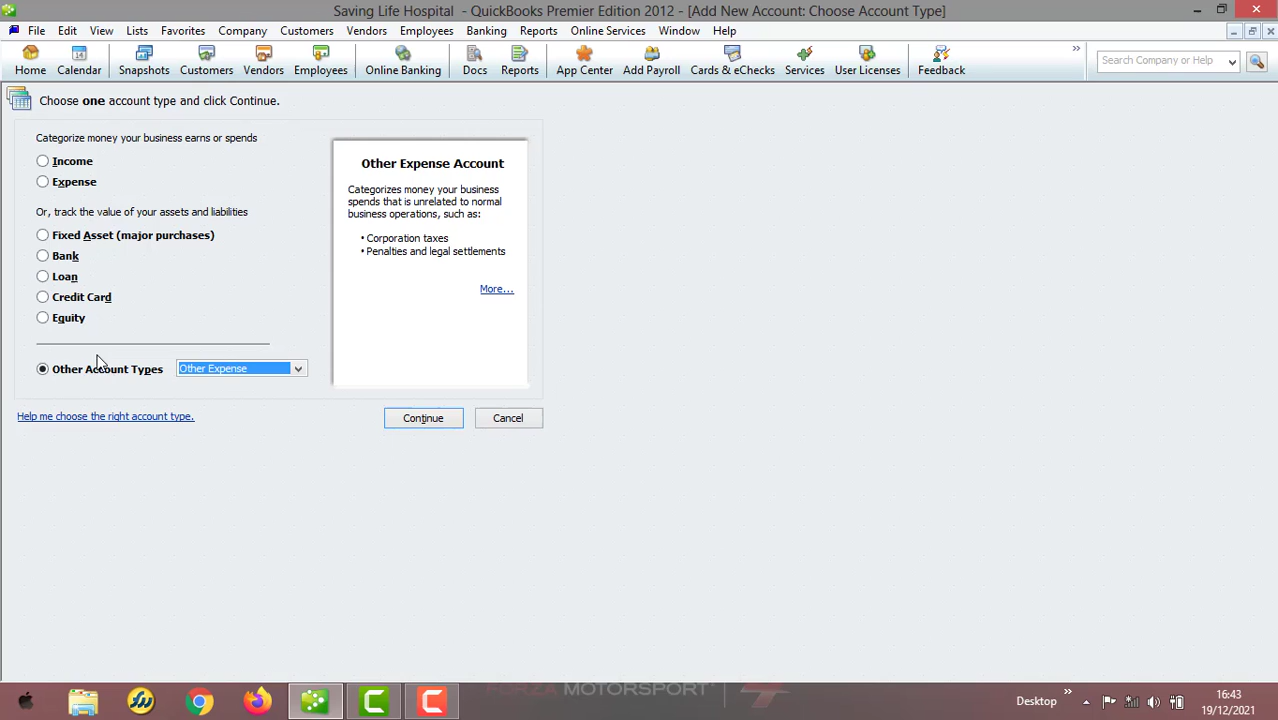 Saving Life Hospital - QuickBooks Premier Edition 2012 - [Add New Account: Choose Account Type]
File Edit View Lists Favorites Company Customers Vendors Employees Banking Reports Online Services Window Help
Home Calendar Snapshots Customers Vendors Employees Online Banking Docs Reports App Center Add Payroll Cards & eChecks Services User Licenses Feedback
Search Company or Help
Choose one account type and click Continue.
Categorize money your business earns or spends
Income
Expense
Or, track the value of your assets and liabilities
Fixed Asset (major purchases)
Bank
Loan
Credit Card
Equity
Other Account Types
Other Expense
Other Expense Account
Categorizes money your business
spends that is unrelated to normal
business operations, such as:
• Corporation taxes
• Penalties and legal settlements
More...
Help me choose the right account type.
Continue
Cancel
FORZA MOTORSPORT
Desktop
16:43
19/12/2021